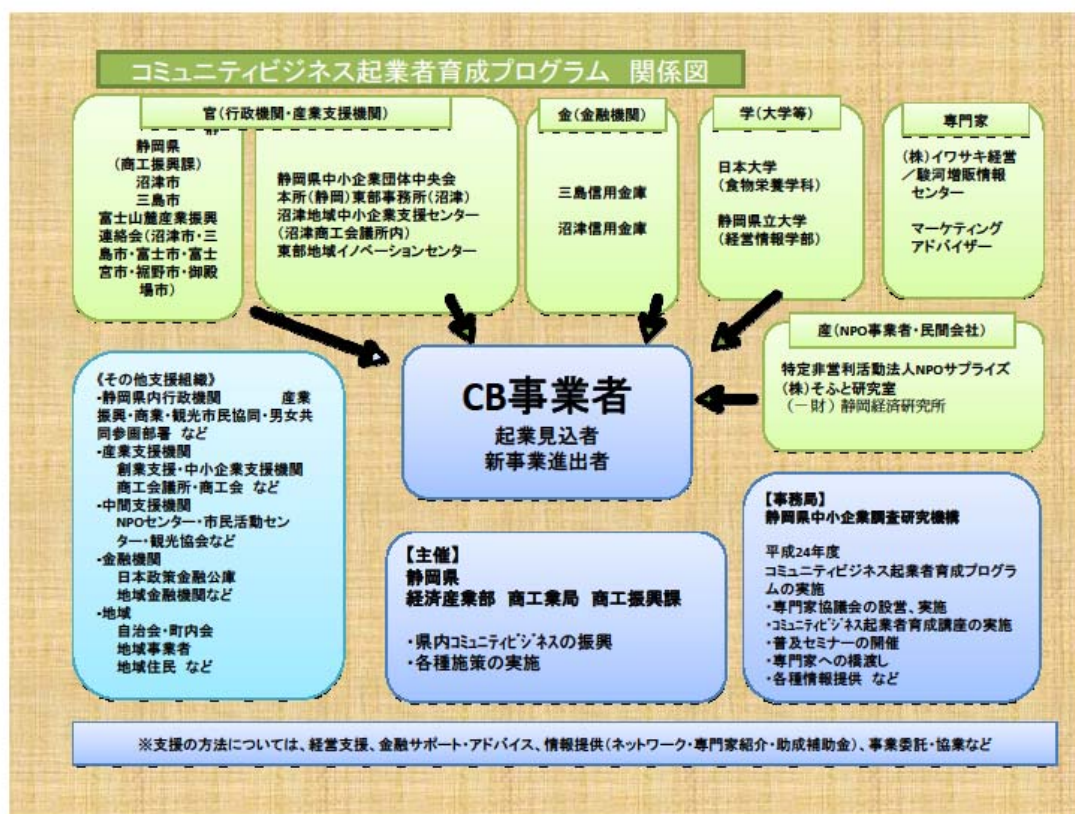 コミュニティビジネス起業者育成プログラム 関係図
官(行政機関・産業支援機関)
静岡県
(商工振興課)
沼津市
三島市
富士山麓産業振興
連絡会(沼津市・三
島市・富士市・富士
宮市・裾野市・御殿
場市)
静岡県中小企業団体中央会
本所(静岡)東部事務所(沼津)
沼津地域中小企業支援センター
(沼津商工会議所内)
東部地域イノベーションセンター
金(金融機関)
三島信用金庫
沼津信用金庫
学(大学等)
日本大学
(食物栄養学科)
静岡県立大学
(経営情報学部)
専門家
(株)イワサキ経営
/駿河増販情報
センター
マーケティング
アドバイザー
産(NPO事業者・民間会社)
特定非営利活動法人NPOサプライズ
(株)そふと研究室
(一財)静岡経済研究所
CB事業者
起業見込者
新事業進出者
《その他支援組織》
・静岡県内行政機関 産業
振興・商業・観光市民協同・男女共
同参画部署 など
・産業支援機関
創業支援・中小企業支援機関
商工会議所・商工会 など
・中間支援機関
NPOセンター・市民活動セン
ター・観光協会など
・金融機関
日本政策金融公庫
地域金融機関など
・地域
自治会・町内会
地域事業者
地域住民 など
【主催】
静岡県
経済産業部 商工業局 商工振興課
・県内コミュニティビジネスの振興
・各種施策の実施
【事務局】
静岡県中小企業調査研究機構
平成24年度
コミュニティビジネス起業者育成プログラ
ムの実施
・専門家協議会の設営、実施
・コミュニティビジネス起業者育成講座の実施
・普及セミナーの開催
・専門家への橋渡し
・各種情報提供 など
※支援の方法については、経営支援、金融サポート・アドバイス、情報提供(ネットワーク・専門家紹介・助成補助金)、事業委託・協業など